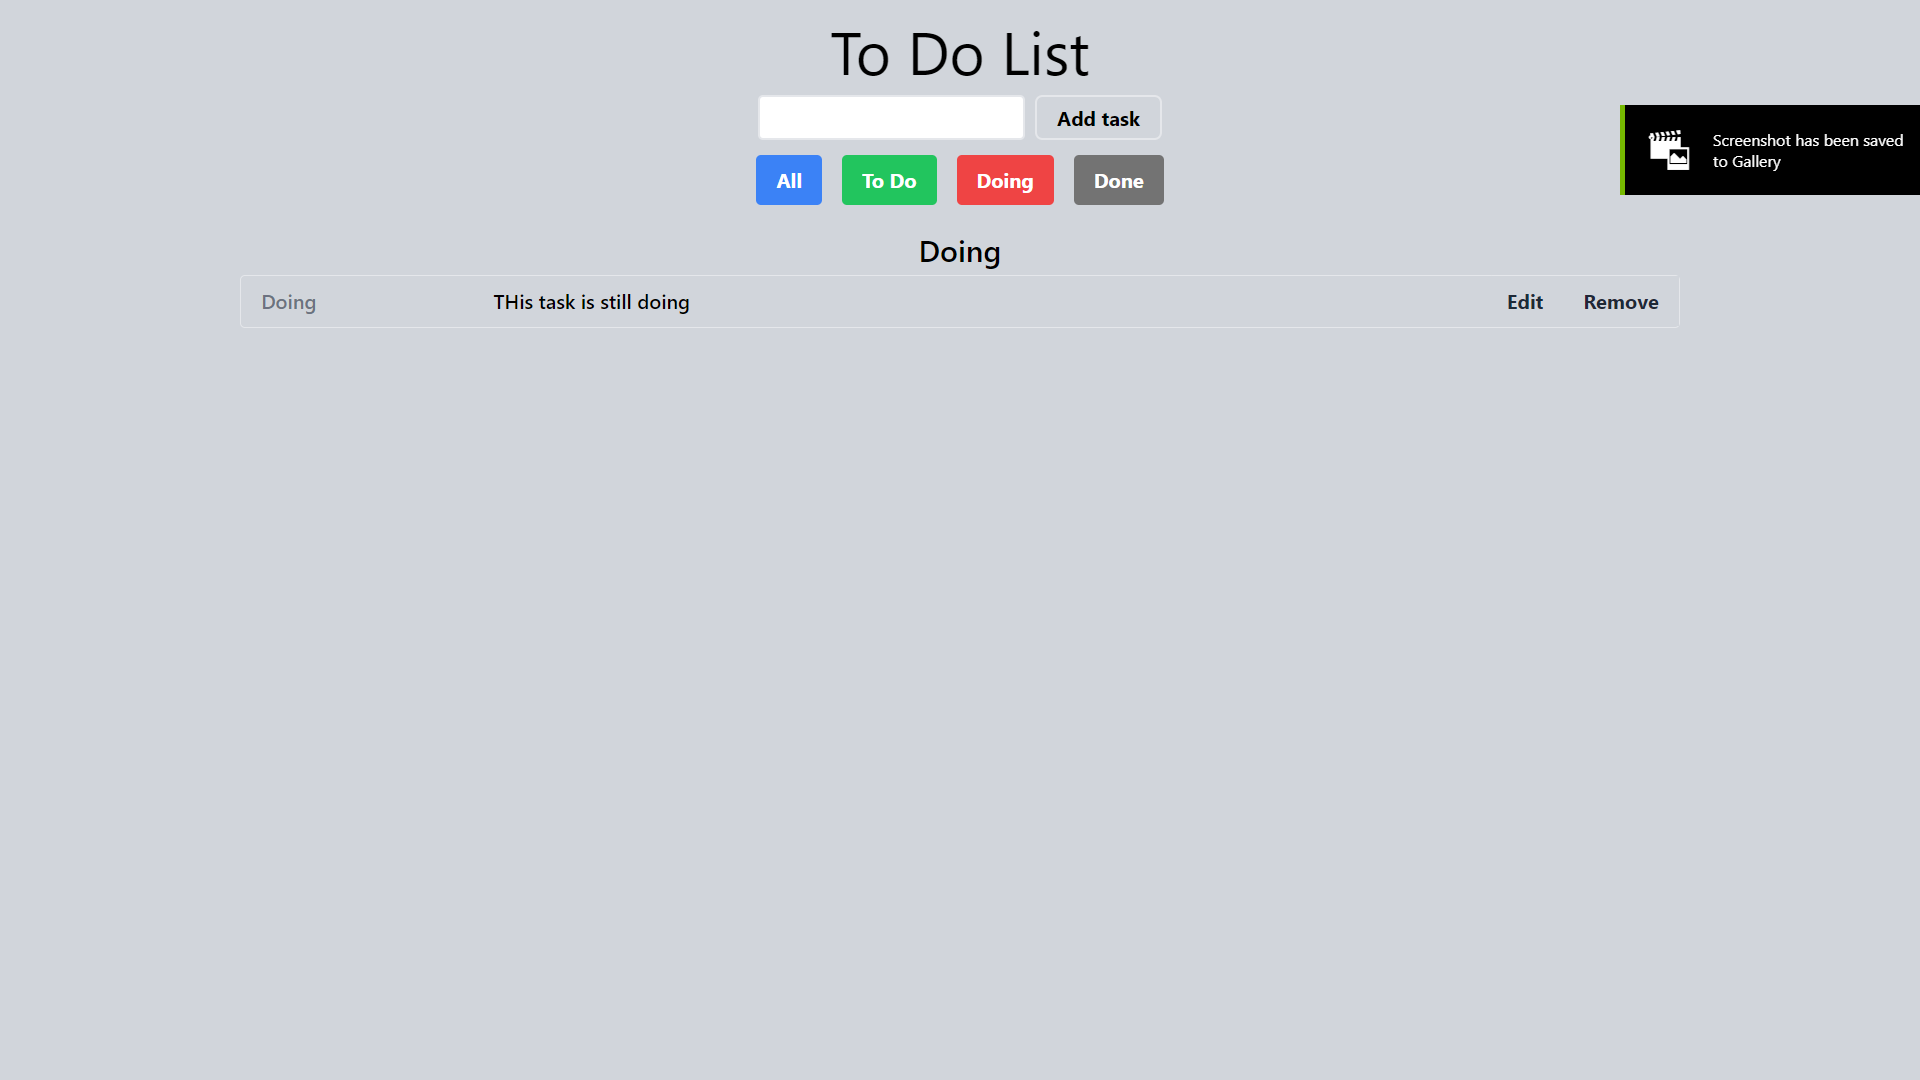 To Do List
Add task
All To Do Doing Done
Screenshot has been saved
to Gallery
Doing
Doing THis task is still doing Edit Remove